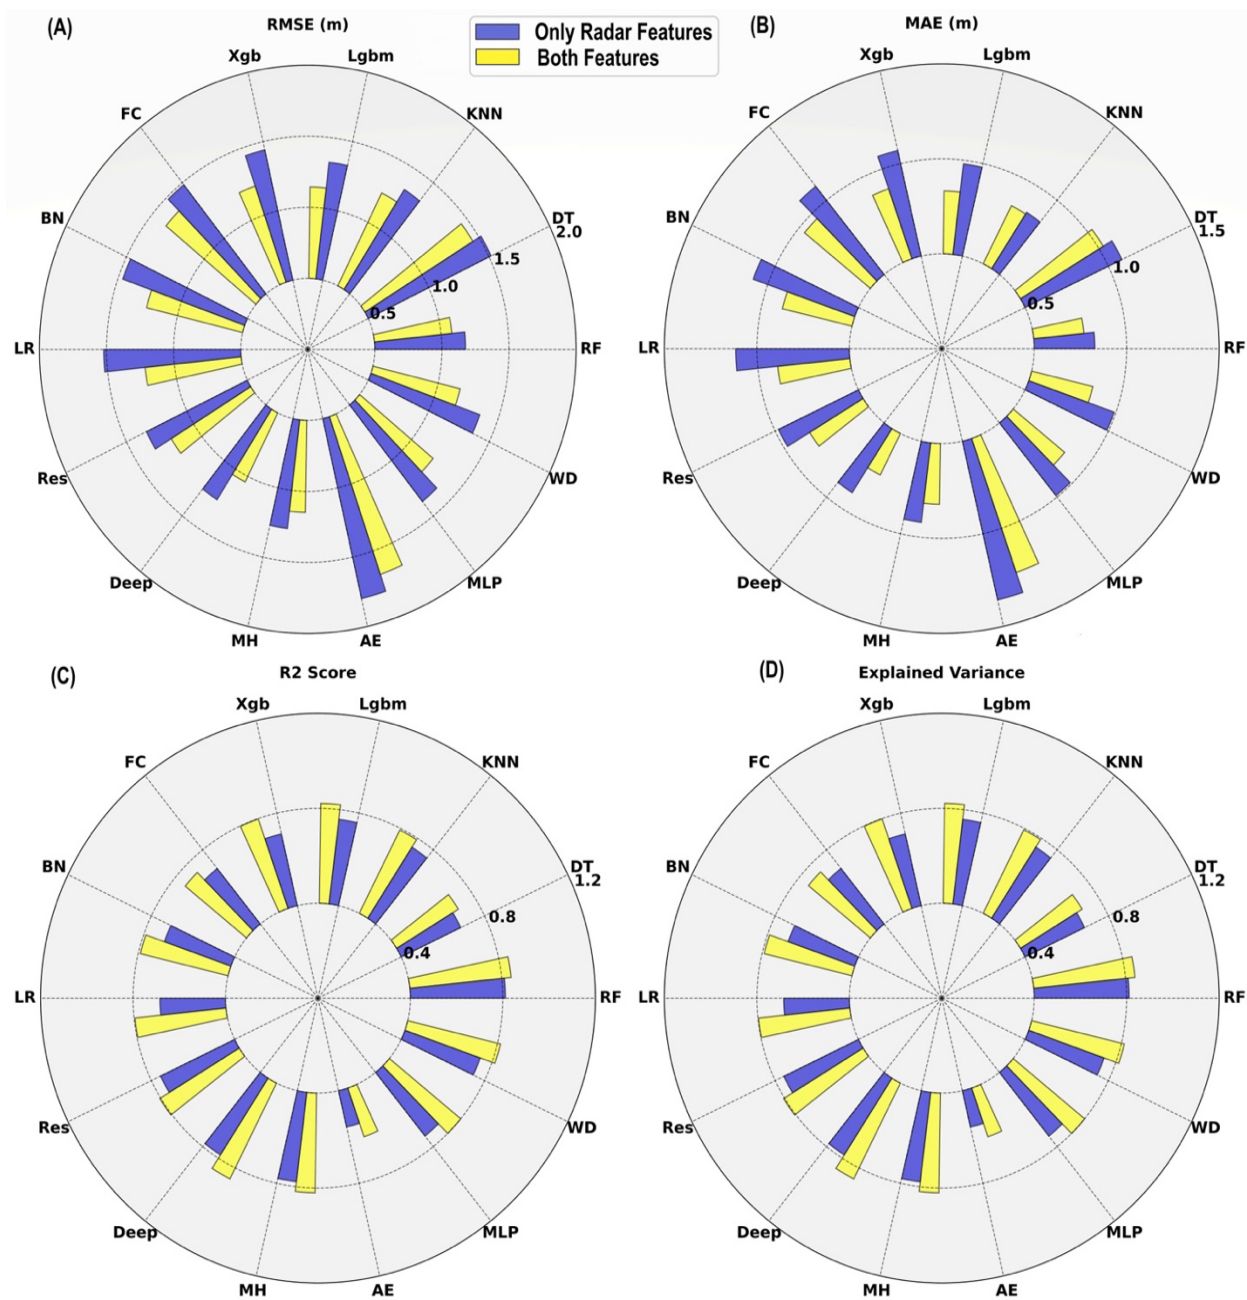 (A)
RMSE (m)
Only Radar Features
Both Features
(B)
MAE (m)
Xgb
Lgbm
FC
KNN
BN
DT
2.0
1.5
1.0
0.5
LR
RF
Res
WD
Deep
MLP
MH
AE
Xgb
Lgbm
FC
KNN
BN
DT
1.5
1.0
0.5
LR
RF
Res
WD
Deep
MLP
MH
AE
(C)
R2 Score
Xgb
Lgbm
FC
KNN
BN
DT
1.2
0.8
0.4
LR
RF
Res
WD
Deep
MLP
MH
AE
(D)
Explained Variance
Xgb
Lgbm
FC
KNN
BN
DT
1.2
0.8
0.4
LR
RF
Res
WD
Deep
MLP
MH
AE